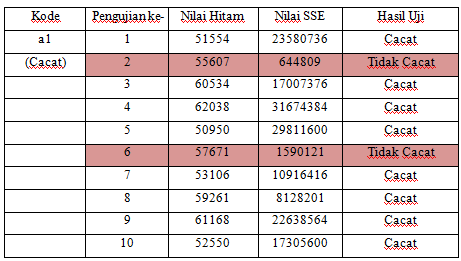 Kode Pengujian ke- Nilai Hitam Nilai SSE Hasil Uji
a1 1 51554 23580736 Cacat
(Cacat) 2 55607 644809 Tidak Cacat
3 60534 17007376 Cacat
4 62038 31674384 Cacat
5 50950 29811600 Cacat
6 57671 1590121 Tidak Cacat
7 53106 10916416 Cacat
8 59261 8128201 Cacat
9 61168 22638564 Cacat
10 52550 17305600 Cacat